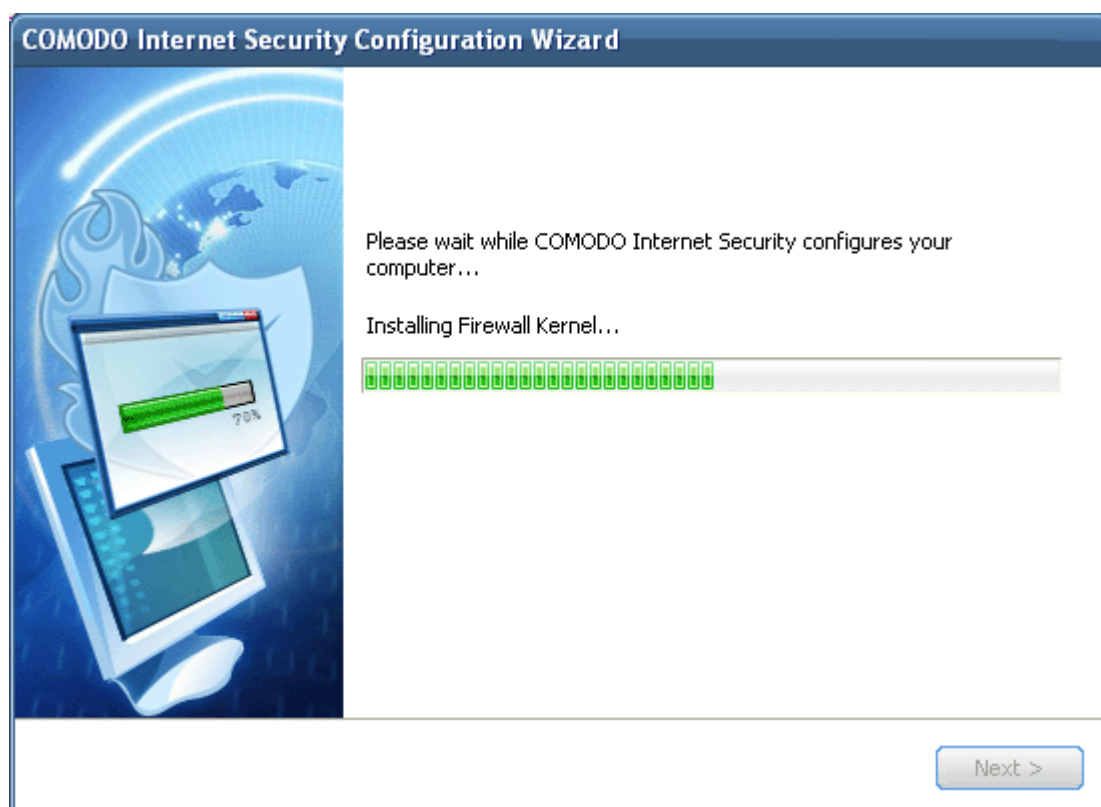 COMODO Internet Security Configuration Wizard
Please wait while COMODO Internet Security configures your
computer...
Installing Firewall Kernel...
70%
Next >